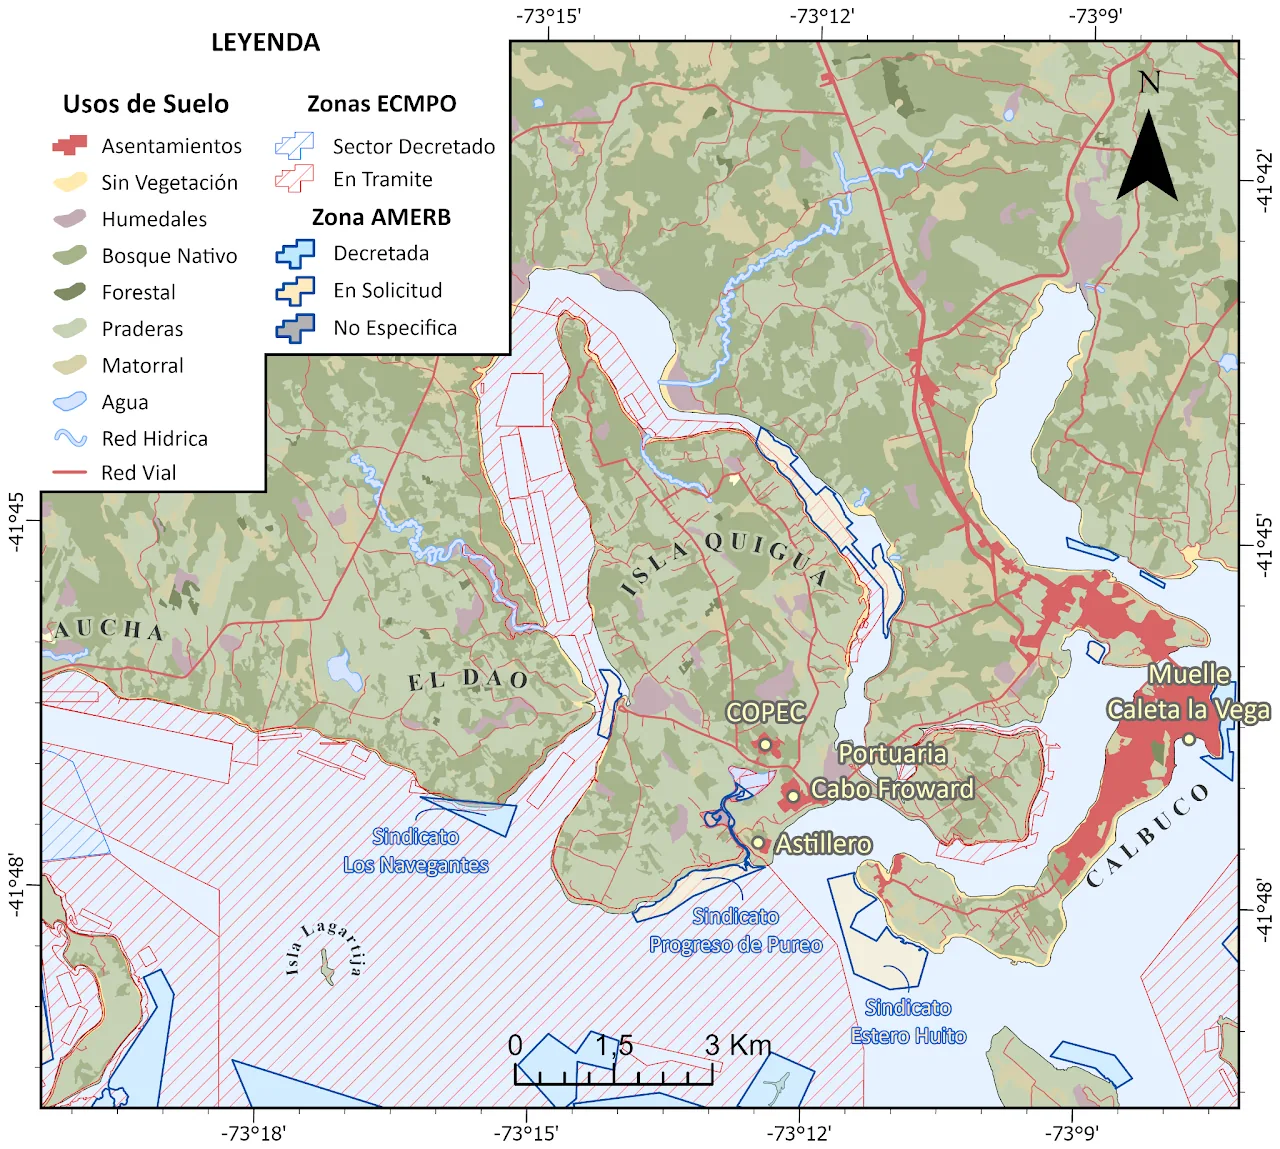 -73°15'
-73°12'
-73°9'
LEYENDA
Usos de Suelo
Asentamientos
Sin Vegetación
Humedales
Bosque Nativo
Forestal
Praderas
Matorral
Agua
Red Hidrica
Red Vial
Zonas ECMPO
Sector Decretado
En Tramite
Zona AMERB
Decretada
En Solicitud
No Especifica
N
-41°42'
-41°45'
-41°45'
ISLA QUIGUA
AUCHA
EL DAO
Muelle
Caleta la Vega
COPEC
Portuaria
Cabo Froward
Astillero
CALBUCO
Sindicato
Los Navegantes
-41°48'
-41°48'
Sindicato
Progreso de Pureo
Isla Lagartija
Sindicato
Estero Huito
0 1,5 3 Km
-73°18'
-73°15'
-73°12'
-73°9'